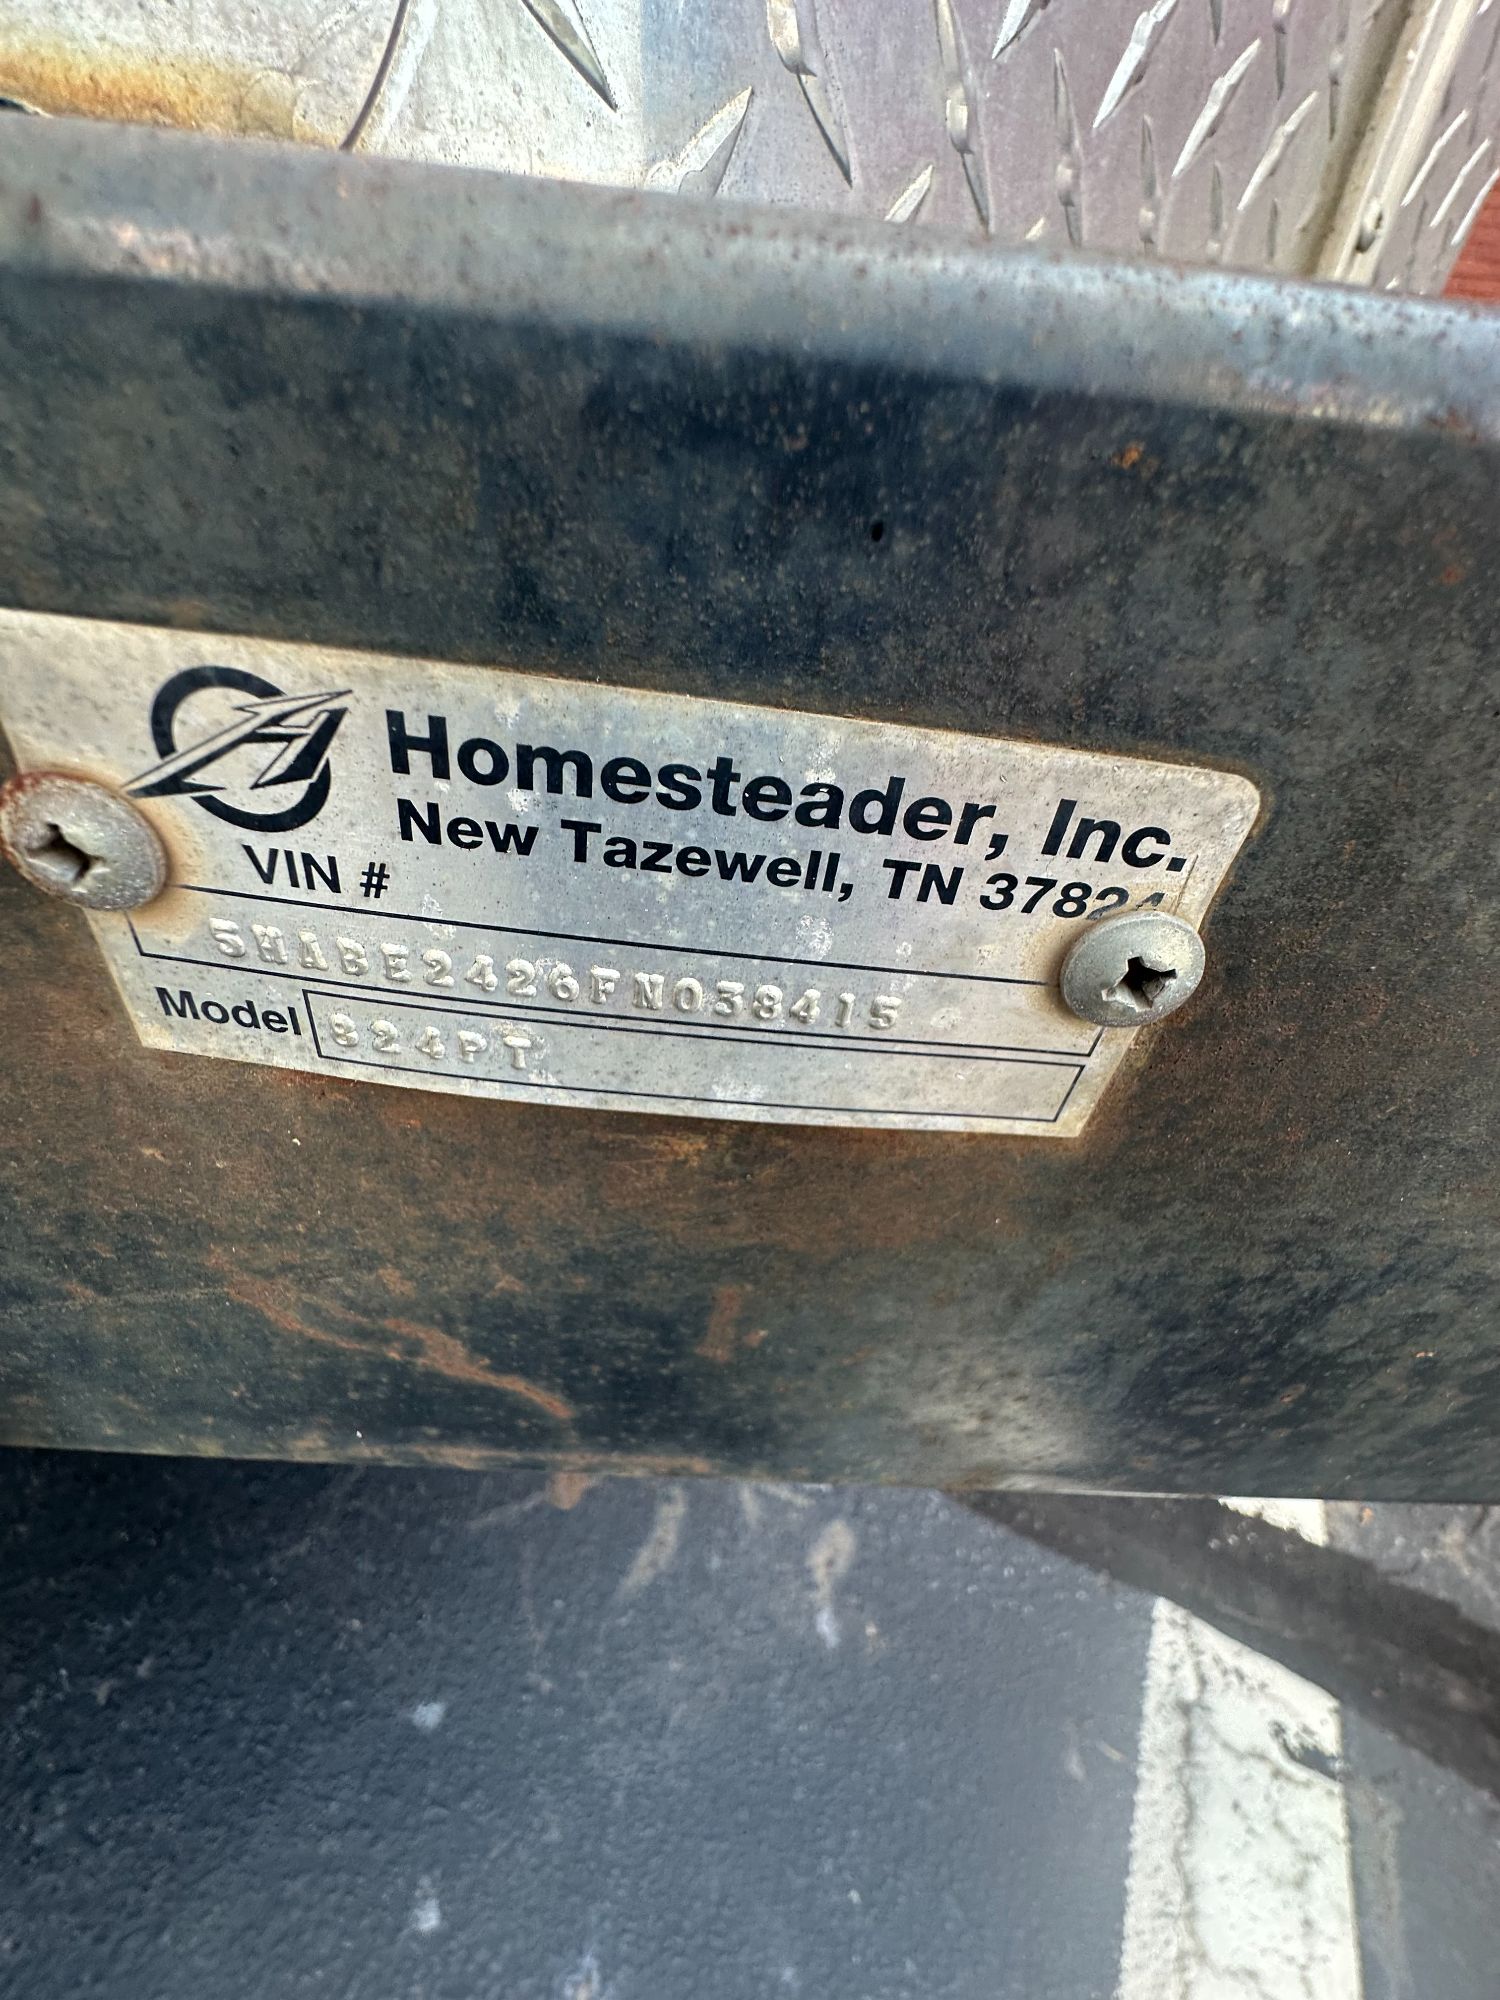 Homesteader, Inc.
New Tazewell, TN 37824
VIN #
5HABE2426FN038415
Model 824PT